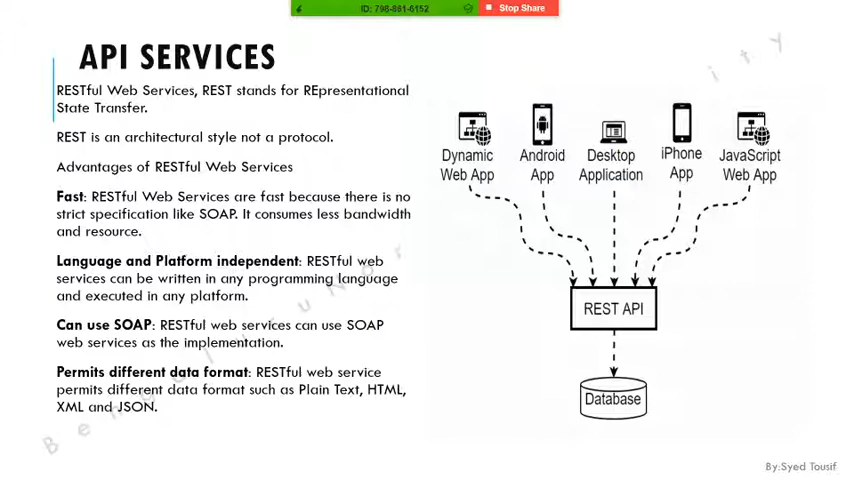 ID: 798-861-6152
Stop Share
API SERVICES
RESTful Web Services, REST stands for REpresentational
State Transfer.
REST is an architectural style not a protocol.
Advantages of RESTful Web Services
Fast: RESTful Web Services are fast because there is no
strict specification like SOAP. It consumes less bandwidth
and resource.
Language and Platform independent: RESTful web
services can be written in any programming language
and executed in any platform.
Can use SOAP: RESTful web services can use SOAP
web services as the implementation.
Permits different data format: RESTful web service
permits different data format such as Plain Text, HTML,
XML and JSON.
Dynamic
Web App
Android
App
Desktop
Application
iPhone
App
JavaScript
Web App
REST API
Database
By:Syed Tousif